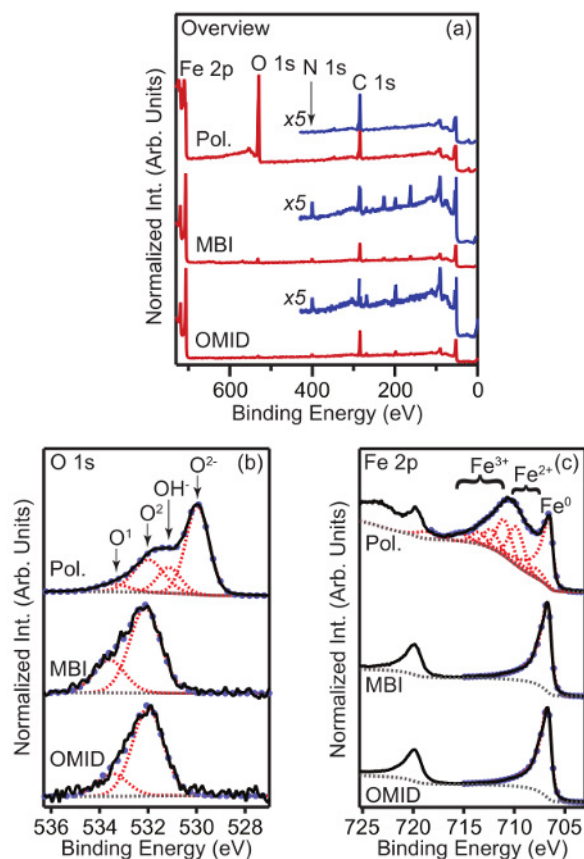 Overview (a)
Fe 2p O 1s N 1s C 1s
x5
Pol.
x5
MBI
x5
OMID
Normalized Int. (Arb. Units)
600 400 200 0
Binding Energy (eV)
O 1s (b)
O¹ O² OH⁻ O²⁻
Pol.
MBI
OMID
Normalized Int. (Arb. Units)
536 534 532 530 528
Binding Energy (eV)
Fe 2p (c)
Fe³⁺ Fe²⁺ Fe⁰
Pol.
MBI
OMID
Normalized Int. (Arb. Units)
725 720 715 710 705
Binding Energy (eV)